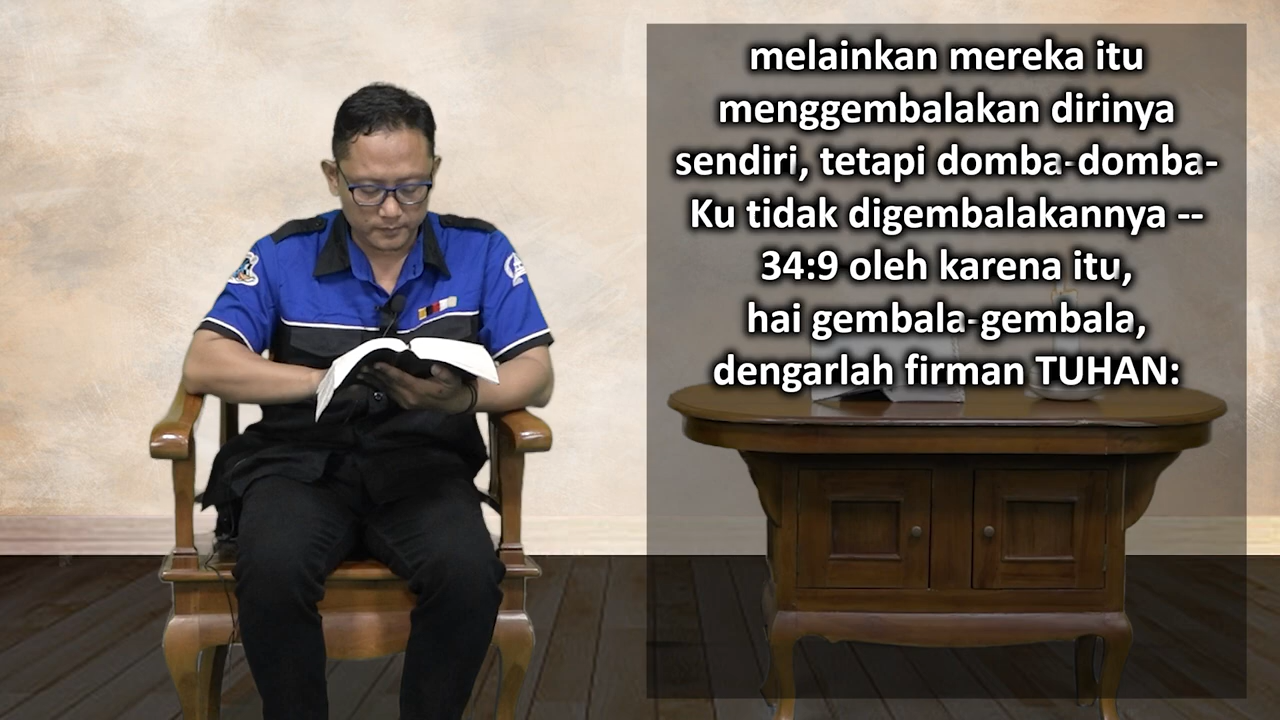 melainkan mereka itu
menggembalakan dirinya
sendiri, tetapi domba-domba-
Ku tidak digembalakannya --
34:9 oleh karena itu,
hai gembala-gembala,
dengarlah firman TUHAN: